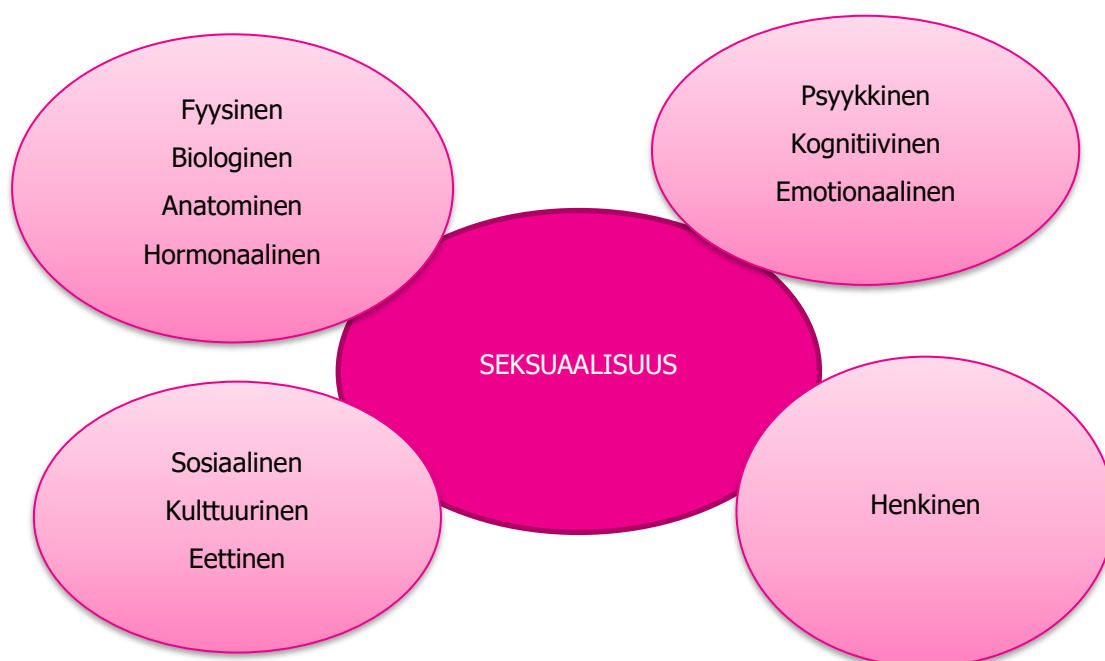 Fyysinen
Biologinen
Anatominen
Hormonaalinen
Psyykkinen
Kognitiivinen
Emotionaalinen
SEKSUAALISUUS
Sosiaalinen
Kulttuurinen
Eettinen
Henkinen